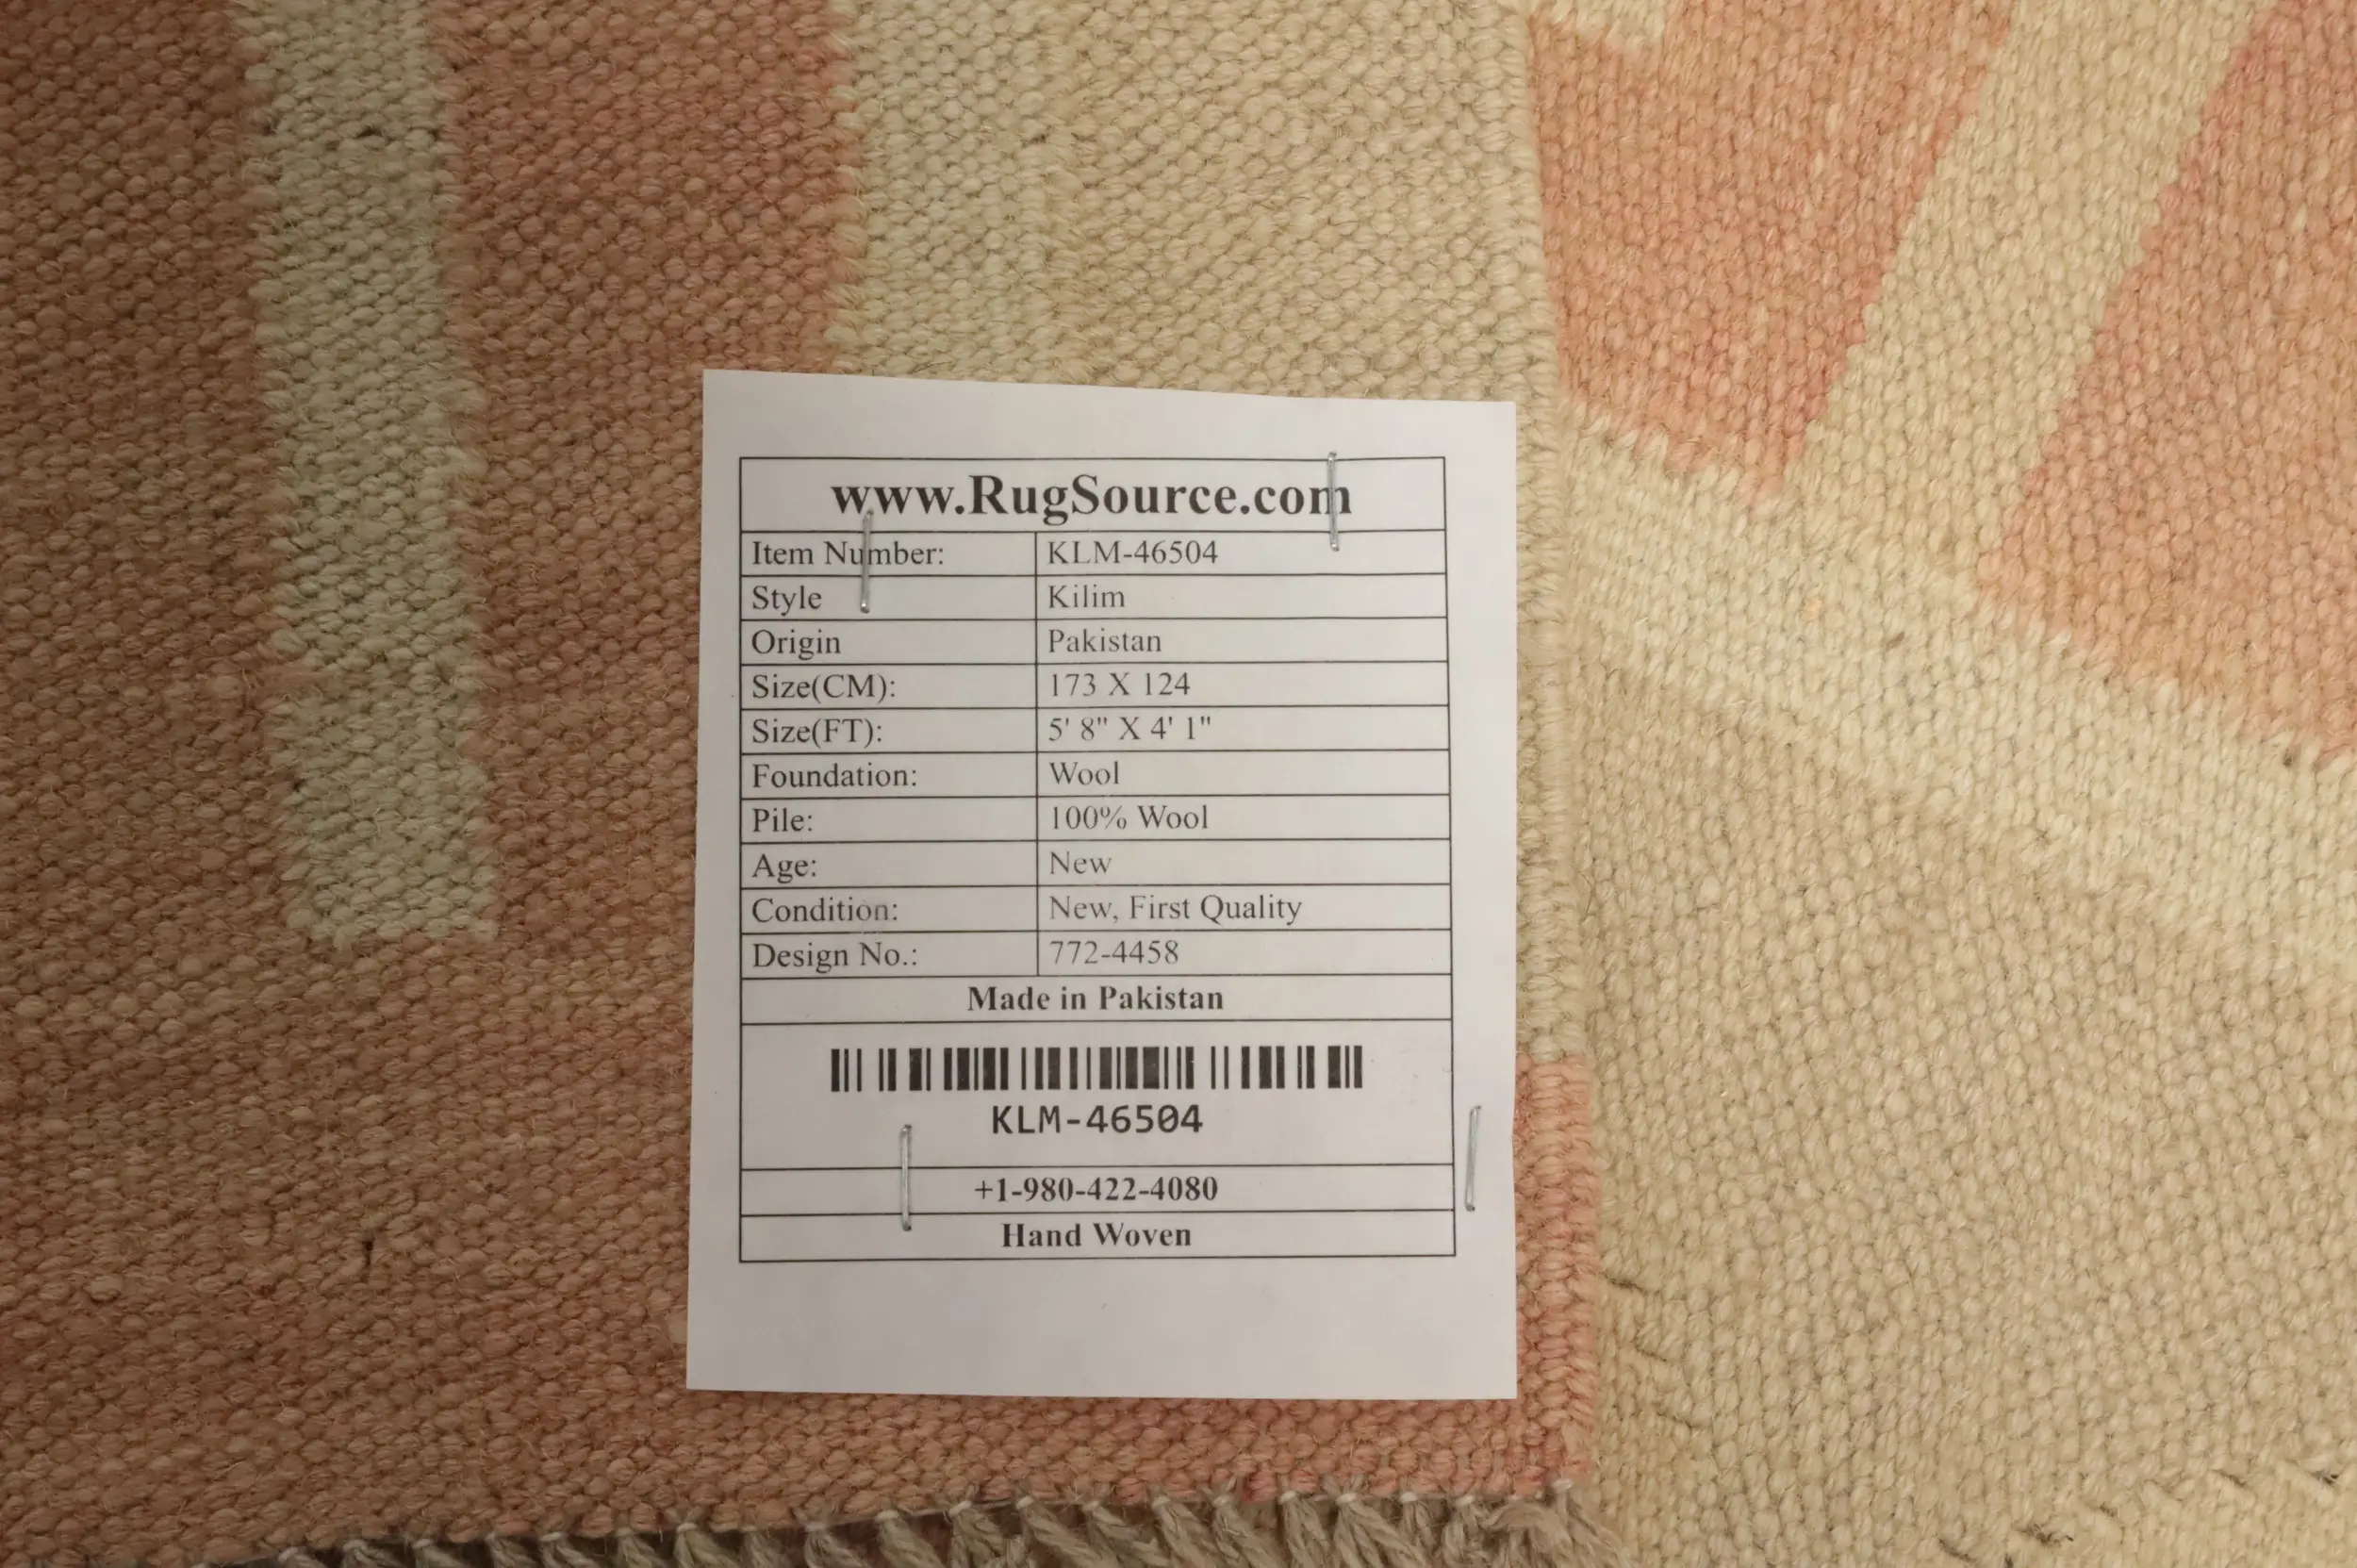 www.RugSource.com
Item Number: KLM-46504
Style Kilim
Origin Pakistan
Size(CM): 173 X 124
Size(FT): 5' 8" X 4' 1"
Foundation: Wool
Pile: 100% Wool
Age: New
Condition: New, First Quality
Design No.: 772-4458
Made in Pakistan
KLM-46504
+1-980-422-4080
Hand Woven